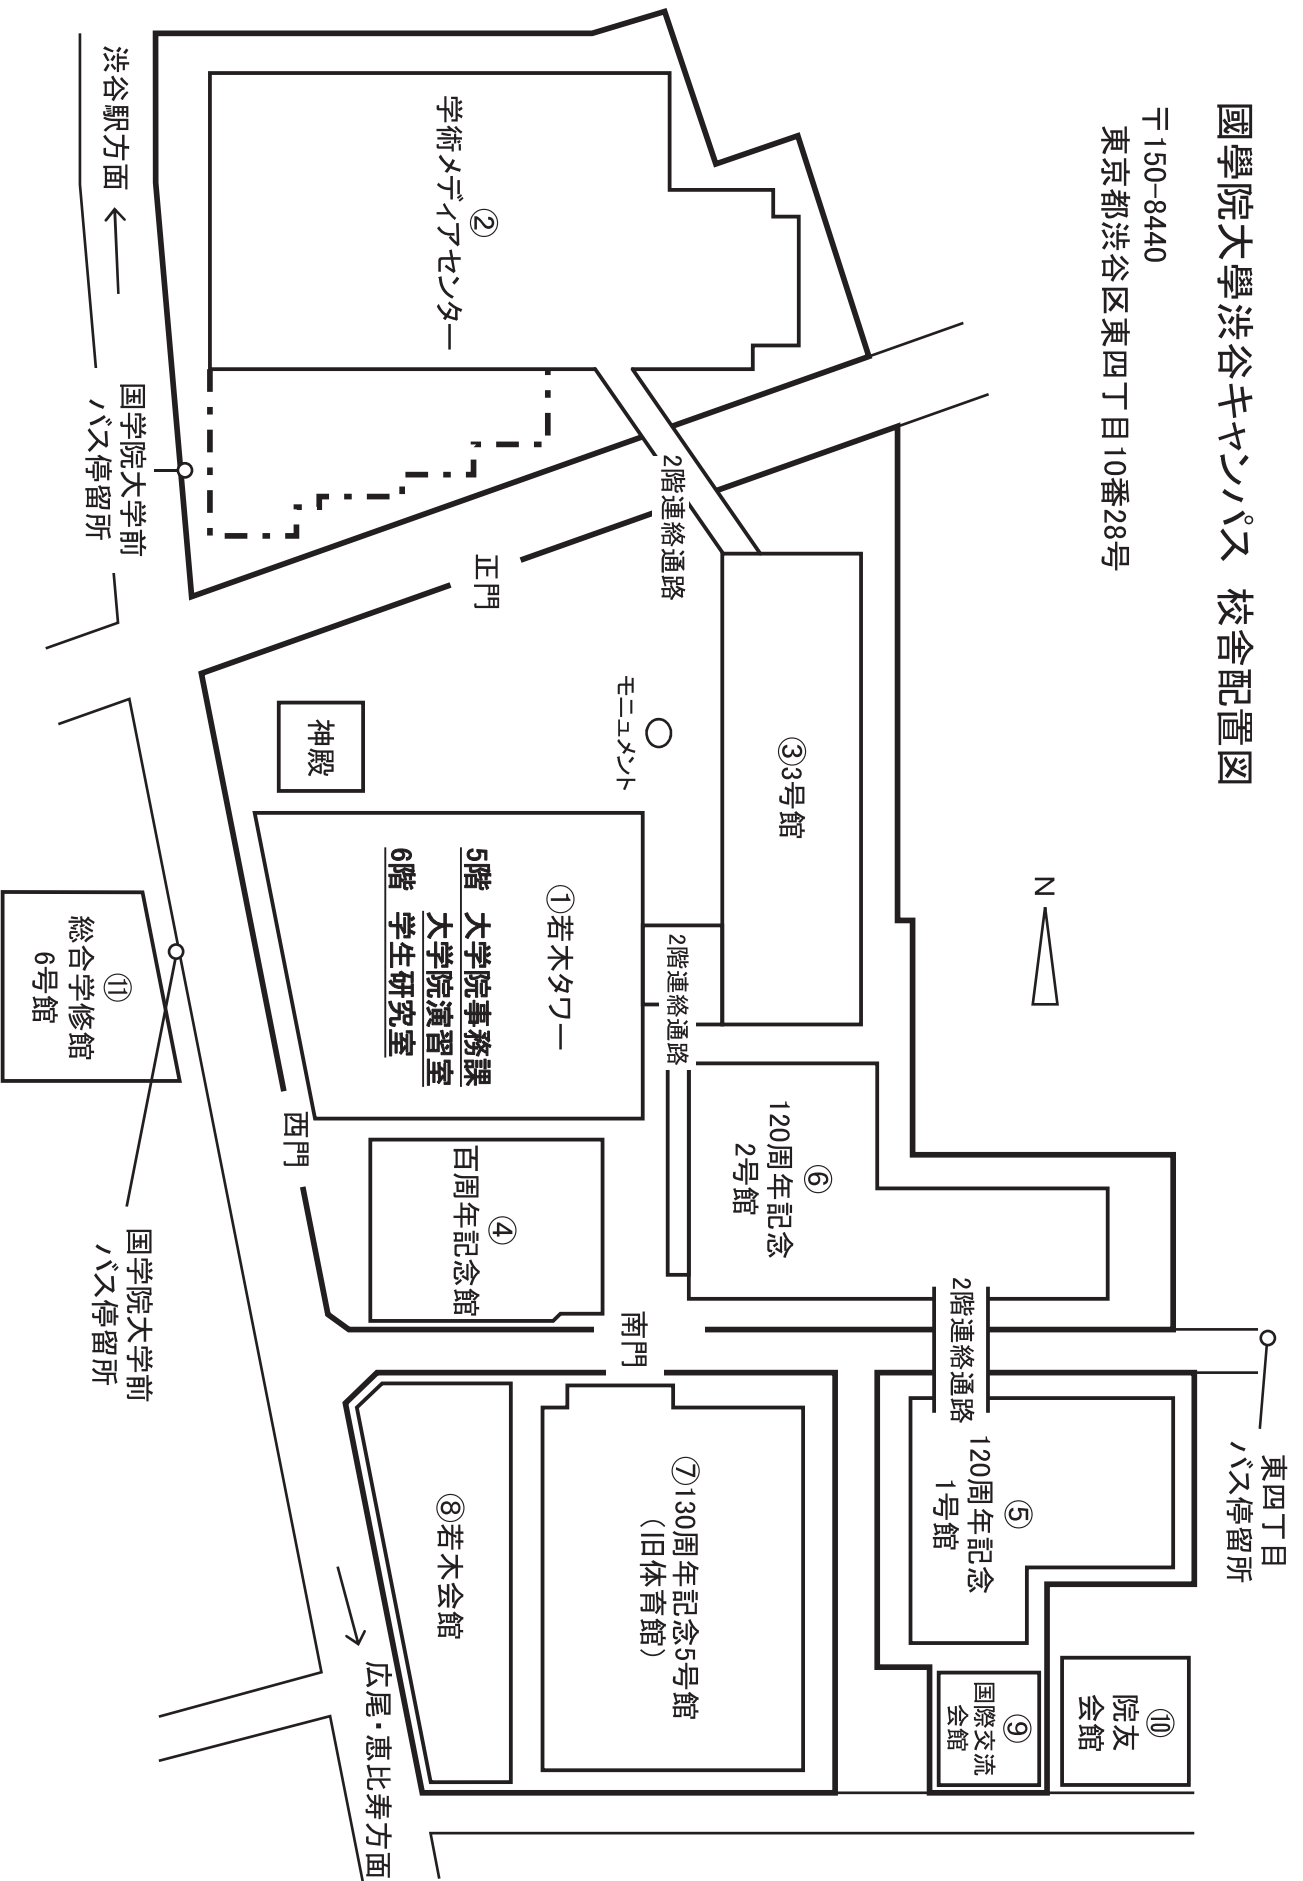 國學院大學渋谷キャンパス 校舎配置図
〒150-8440
東京都渋谷区東四丁目10番28号
N
渋谷駅方面
②
学術メディアセンター
国学院大学前
バス停留所
2階連絡通路
正門
モニュメント
神殿
③3号館
①若木タワー
5階 大学院事務課
大学院演習室
6階 学生研究室
2階連絡通路
⑪
総合学修館
6号館
西門
国学院大学前
バス停留所
④
百周年記念館
⑥
120周年記念
2号館
南門
2階連絡通路
東四丁目
バス停留所
⑤
120周年記念
1号館
⑦130周年記念5号館
（旧体育館）
⑧若木会館
⑨
国際交流
会館
⑩
院友
会館
広尾・恵比寿方面